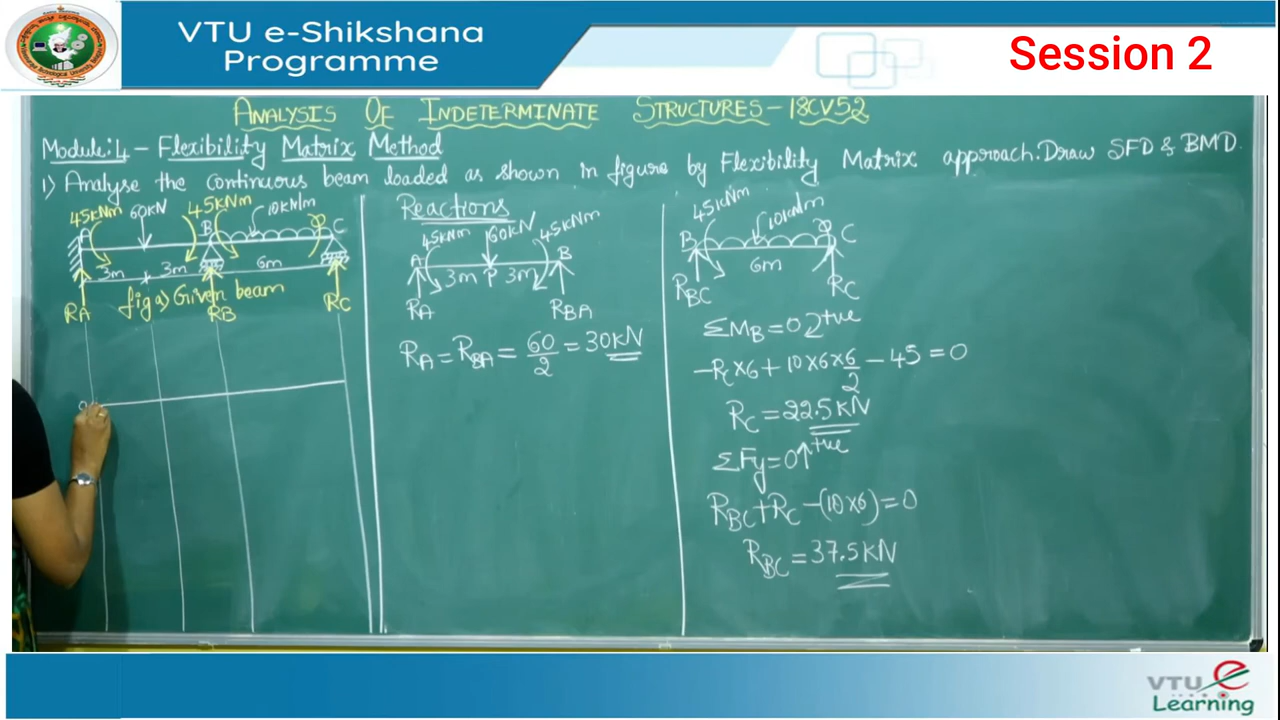 VTU e-Shikshana
Programme
Session 2
ANALYSIS OF INDETERMINATE STRUCTURES - 18CV52
Module:4 - Flexibility Matrix Method
1) Analyse the continuous beam loaded as shown in figure by Flexibility Matrix approach. Draw SFD & BMD.
45kNm 60kN 45kNm 10kN/m
A B C
3m 3m 6m
fig a) Given beam
RA RB RC
Reactions
45kNm 60kN 45kNm
A B
3m P 3m
RA RBA
RA = RBA = 60/2 = 30kN
45kNm 10kN/m
B C
6m
RBC RC
ΣMB = 0 ↻+ve
-RC×6 + 10×6×6/2 - 45 = 0
RC = 22.5kN
ΣFy = 0↑+ve
RBC + RC - (10×6) = 0
RBC = 37.5kN
VTU e
Learning